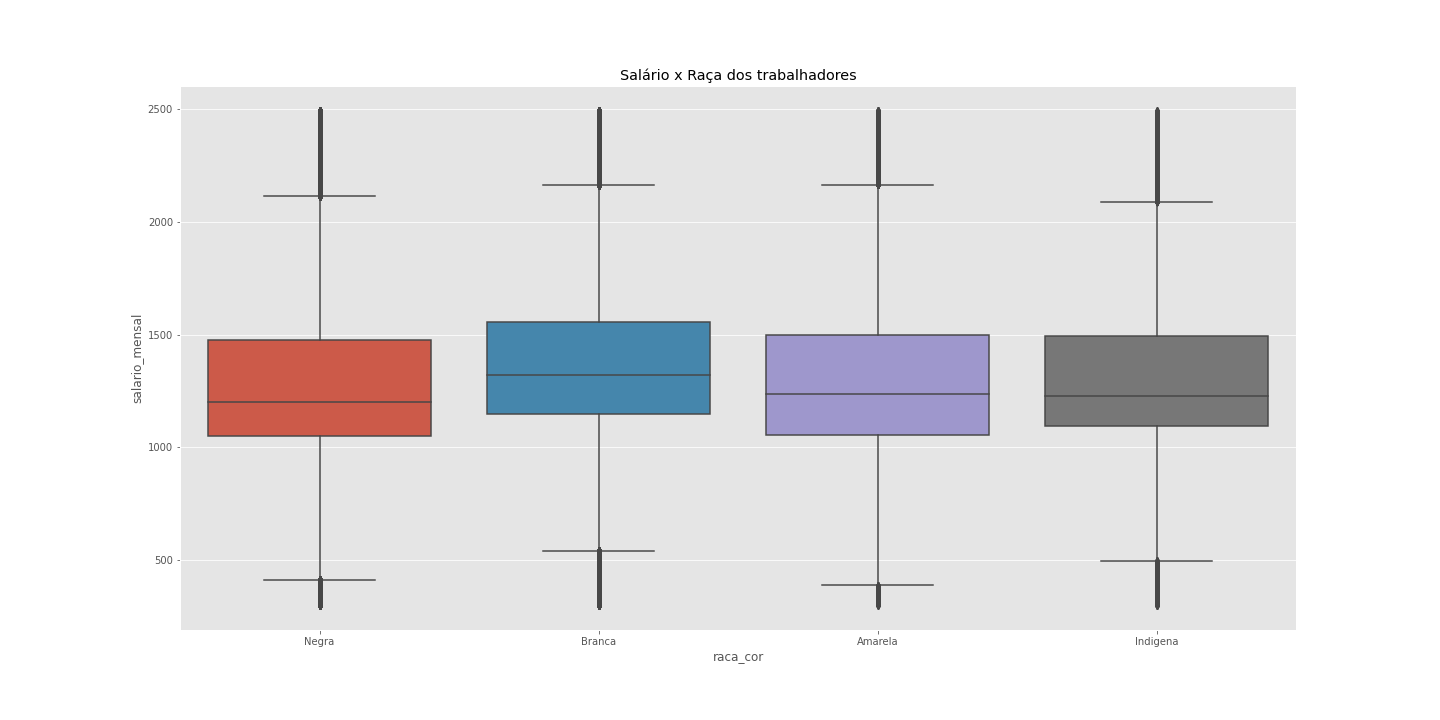 Salário x Raça dos trabalhadores
2500
2000
1500
1000
500
salario_mensal
Negra
Branca
Amarela
Indigena
raca_cor